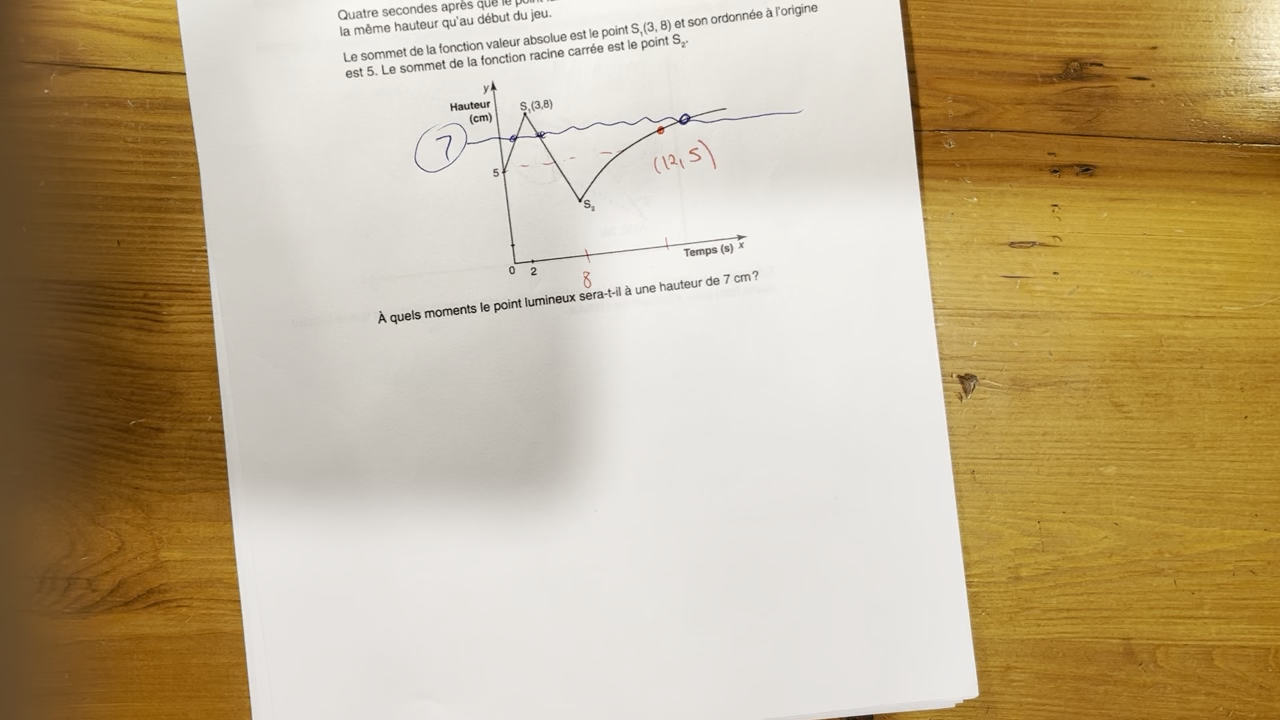 Quatre secondes après que le point
la même hauteur qu'au début du jeu.
Le sommet de la fonction valeur absolue est le point S₁(3, 8) et son ordonnée à l'origine
est 5. Le sommet de la fonction racine carrée est le point S₂.
y
Hauteur
(cm)
S₁(3,8)
7
(12,5)
5
S₂
Temps (s) x
0 2
8
À quels moments le point lumineux sera-t-il à une hauteur de 7 cm?